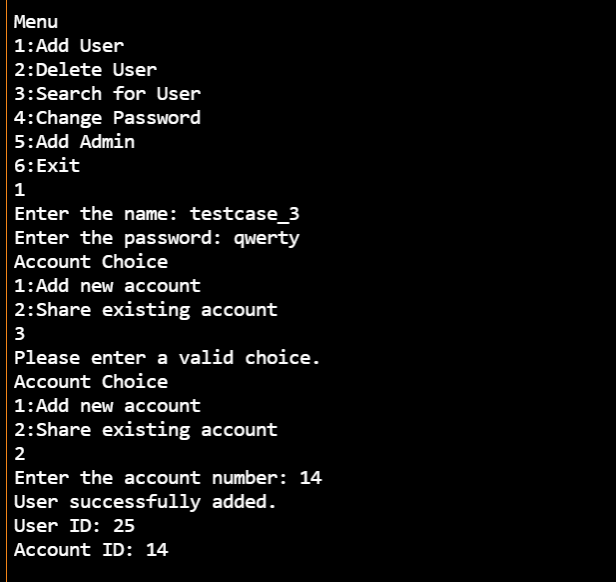 Menu
1:Add User
2:Delete User
3:Search for User
4:Change Password
5:Add Admin
6:Exit
1
Enter the name: testcase_3
Enter the password: qwerty
Account Choice
1:Add new account
2:Share existing account
3
Please enter a valid choice.
Account Choice
1:Add new account
2:Share existing account
2
Enter the account number: 14
User successfully added.
User ID: 25
Account ID: 14